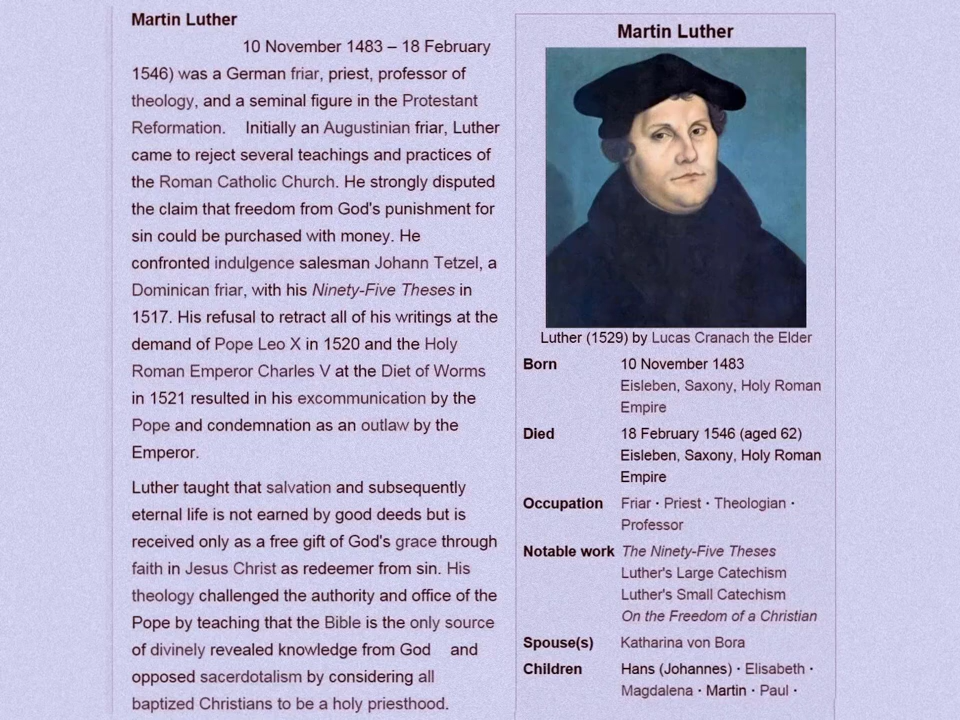 Martin Luther
10 November 1483 – 18 February
1546) was a German friar, priest, professor of
theology, and a seminal figure in the Protestant
Reformation. Initially an Augustinian friar, Luther
came to reject several teachings and practices of
the Roman Catholic Church. He strongly disputed
the claim that freedom from God's punishment for
sin could be purchased with money. He
confronted indulgence salesman Johann Tetzel, a
Dominican friar, with his Ninety-Five Theses in
1517. His refusal to retract all of his writings at the
demand of Pope Leo X in 1520 and the Holy
Roman Emperor Charles V at the Diet of Worms
in 1521 resulted in his excommunication by the
Pope and condemnation as an outlaw by the
Emperor.
Luther taught that salvation and subsequently
eternal life is not earned by good deeds but is
received only as a free gift of God's grace through
faith in Jesus Christ as redeemer from sin. His
theology challenged the authority and office of the
Pope by teaching that the Bible is the only source
of divinely revealed knowledge from God and
opposed sacerdotalism by considering all
baptized Christians to be a holy priesthood.
Martin Luther
Luther (1529) by Lucas Cranach the Elder
Born 10 November 1483
Eisleben, Saxony, Holy Roman
Empire
Died 18 February 1546 (aged 62)
Eisleben, Saxony, Holy Roman
Empire
Occupation Friar · Priest · Theologian ·
Professor
Notable work The Ninety-Five Theses
Luther's Large Catechism
Luther's Small Catechism
On the Freedom of a Christian
Spouse(s) Katharina von Bora
Children Hans (Johannes) · Elisabeth ·
Magdalena · Martin · Paul ·